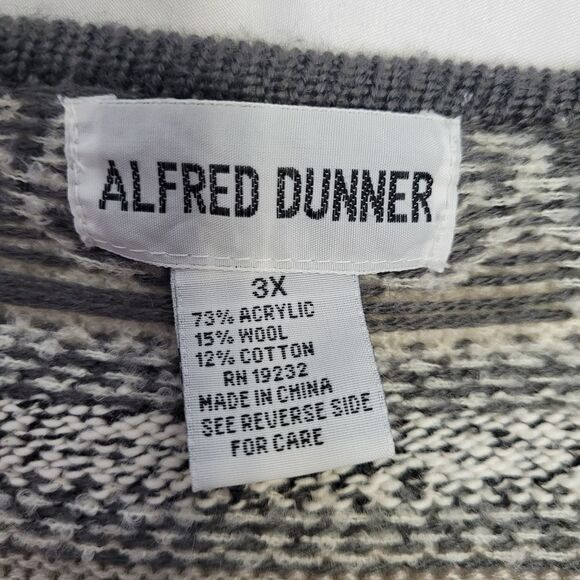 ALFRED DUNNER
3X
73% ACRYLIC
15% WOOL
12% COTTON
RN 19232
MADE IN CHINA
SEE REVERSE SIDE
FOR CARE